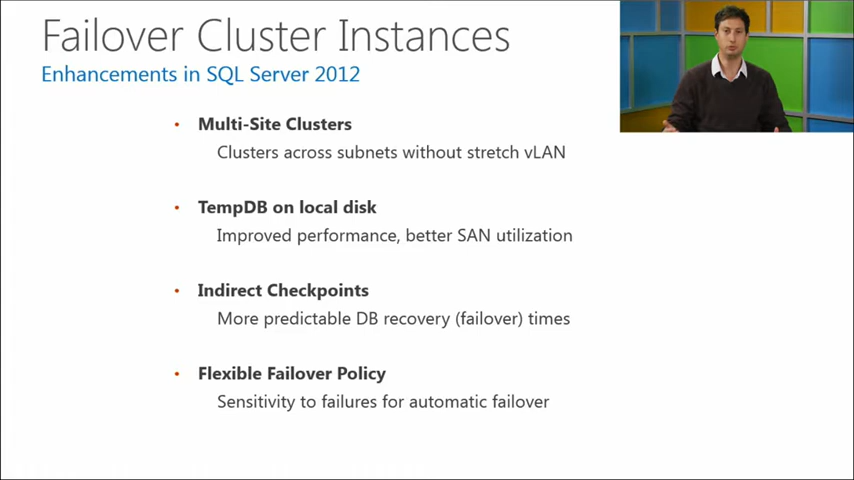 Failover Cluster Instances
Enhancements in SQL Server 2012
• Multi-Site Clusters
Clusters across subnets without stretch vLAN
• TempDB on local disk
Improved performance, better SAN utilization
• Indirect Checkpoints
More predictable DB recovery (failover) times
• Flexible Failover Policy
Sensitivity to failures for automatic failover